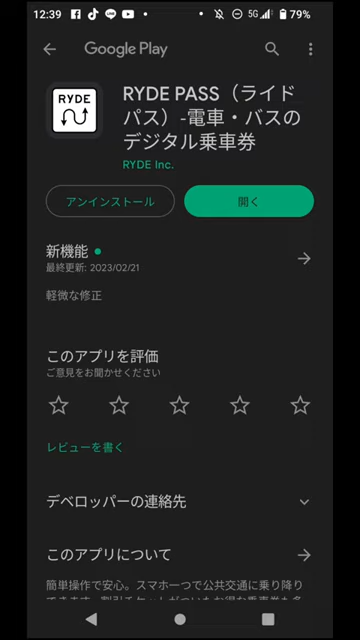 12:39
5G 79%
Google Play
RYDE
RYDE PASS（ライド
パス）-電車・バスの
デジタル乗車券
RYDE Inc.
アンインストール
開く
新機能
最終更新: 2023/02/21
軽微な修正
このアプリを評価
ご意見をお聞かせください
レビューを書く
デベロッパーの連絡先
このアプリについて
簡単操作で安心。スマホ一つで公共交通に乗り降り